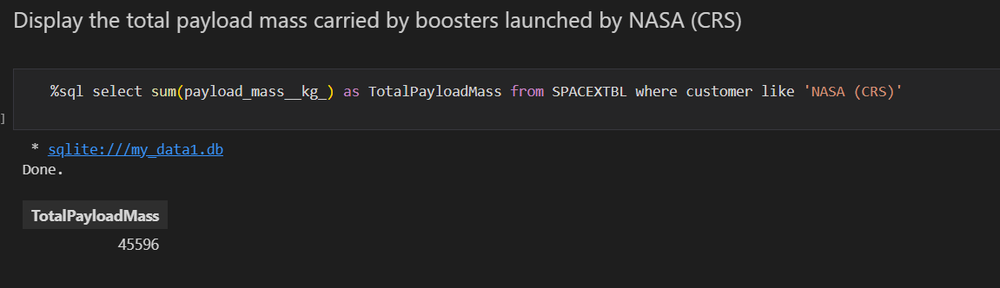 Display the total payload mass carried by boosters launched by NASA (CRS)
%sql select sum(payload_mass__kg_) as TotalPayloadMass from SPACEXTBL where customer like 'NASA (CRS)'
]
* sqlite:///my_data1.db
Done.
TotalPayloadMass
45596